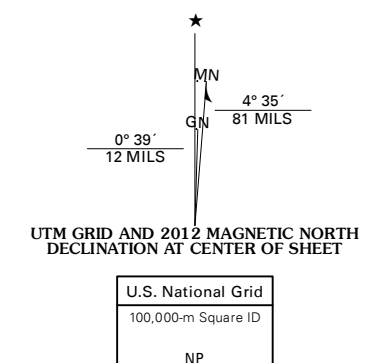 ★
MN
4° 35´
81 MILS
GN
0° 39'
12 MILS
UTM GRID AND 2012 MAGNETIC NORTH
DECLINATION AT CENTER OF SHEET
U.S. National Grid
100,000-m Square ID
NP